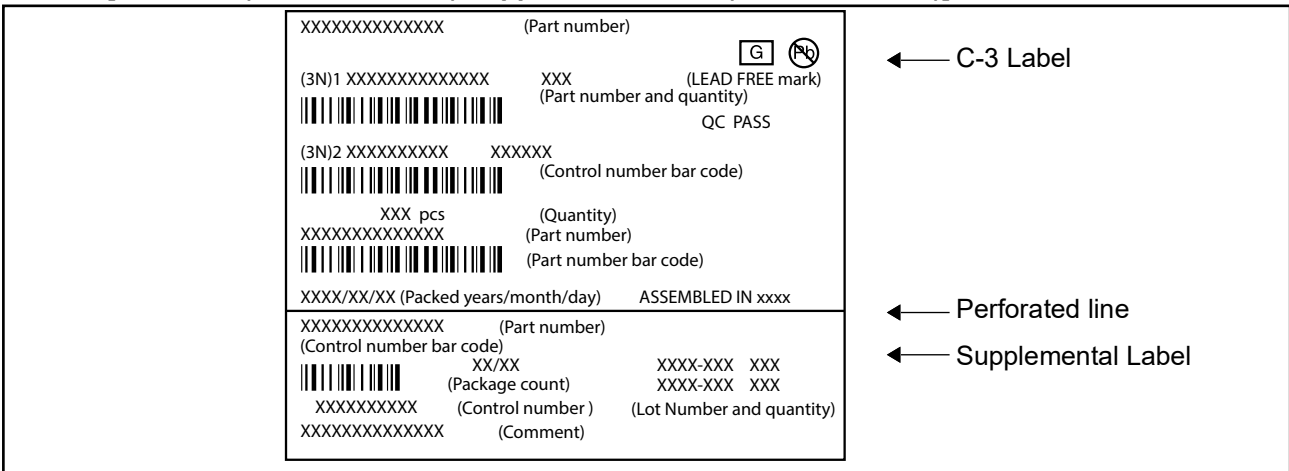 XXXXXXXXXXXXXX (Part number)
G Pb
C-3 Label
(3N)1 XXXXXXXXXXXXXX XXX (LEAD FREE mark)
(Part number and quantity)
QC PASS
(3N)2 XXXXXXXXXX XXXXXX
(Control number bar code)
XXX pcs (Quantity)
XXXXXXXXXXXXXX (Part number)
(Part number bar code)
XXXX/XX/XX (Packed years/month/day) ASSEMBLED IN xxxx
Perforated line
XXXXXXXXXXXXXX (Part number)
(Control number bar code)
Supplemental Label
XX/XX XXXX-XXX XXX
(Package count) XXXX-XXX XXX
XXXXXXXXXX (Control number ) (Lot Number and quantity)
XXXXXXXXXXXXXX (Comment)